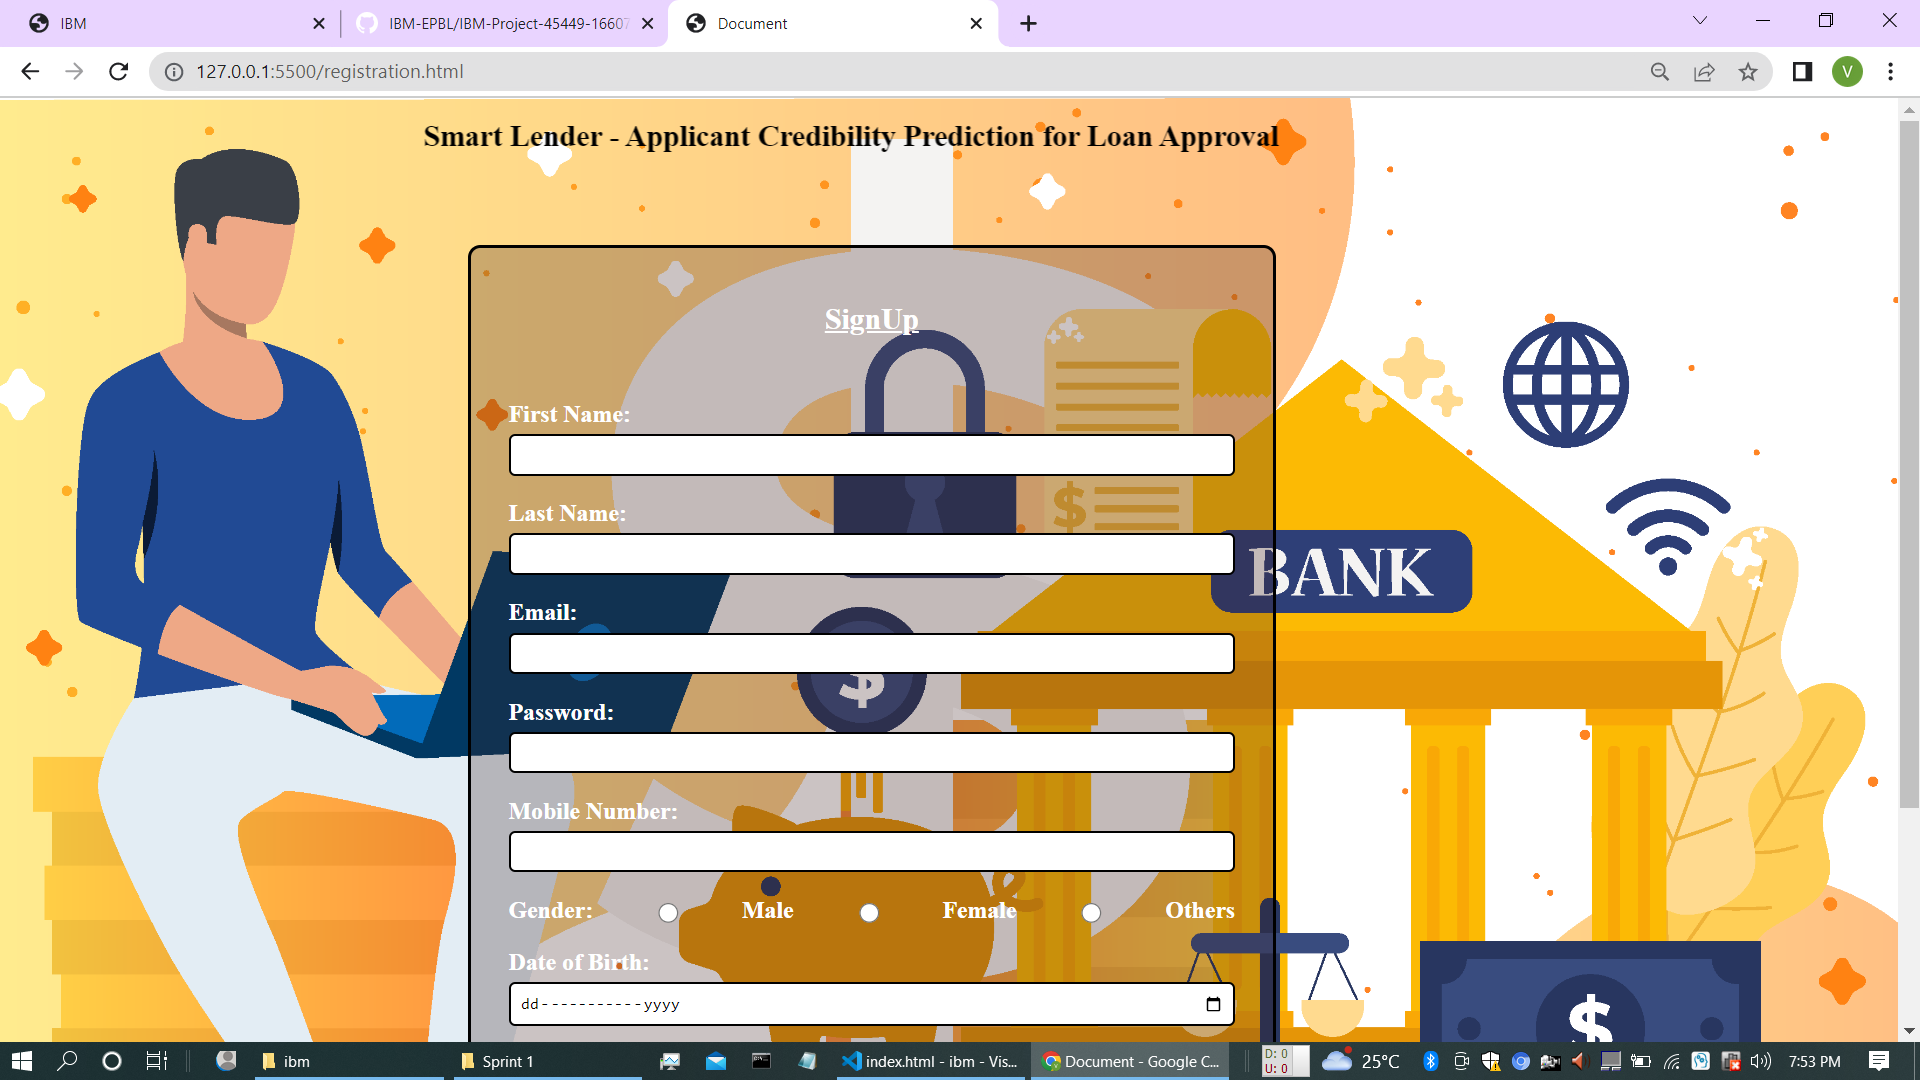 IBM
IBM-EPBL/IBM-Project-45449-16607
Document
127.0.0.1:5500/registration.html
V
Smart Lender - Applicant Credibility Prediction for Loan Approval
SignUp
First Name:
Last Name:
$
BANK
Email:
$
Password:
Mobile Number:
Gender: Male Female Others
Date of Birth:
dd-----------yyyy
$
ibm
Sprint 1
index.html - ibm - Vis...
Document - Google C...
D: 0
U: 0
25°C
7:53 PM